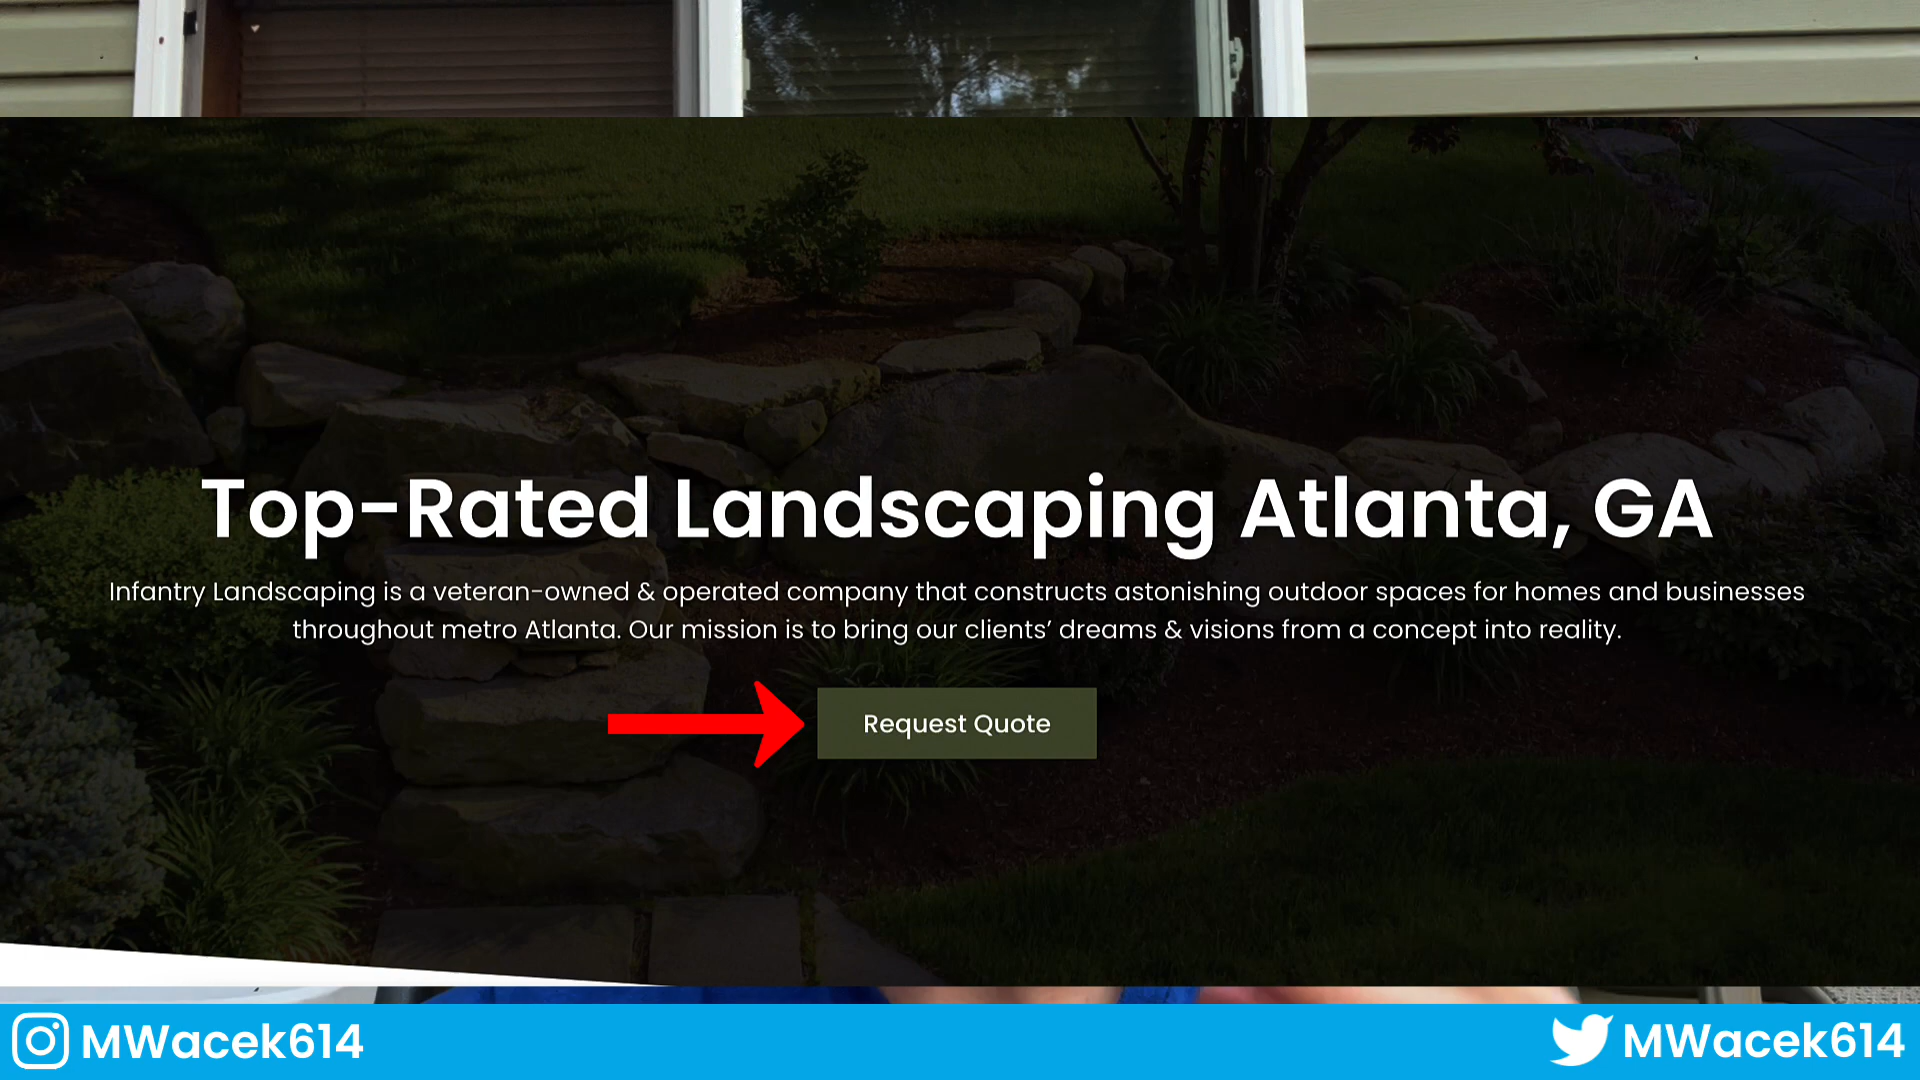 Top-Rated Landscaping Atlanta, GA
Infantry Landscaping is a veteran-owned & operated company that constructs astonishing outdoor spaces for homes and businesses
throughout metro Atlanta. Our mission is to bring our clients’ dreams & visions from a concept into reality.
Request Quote
MWacek614
MWacek614